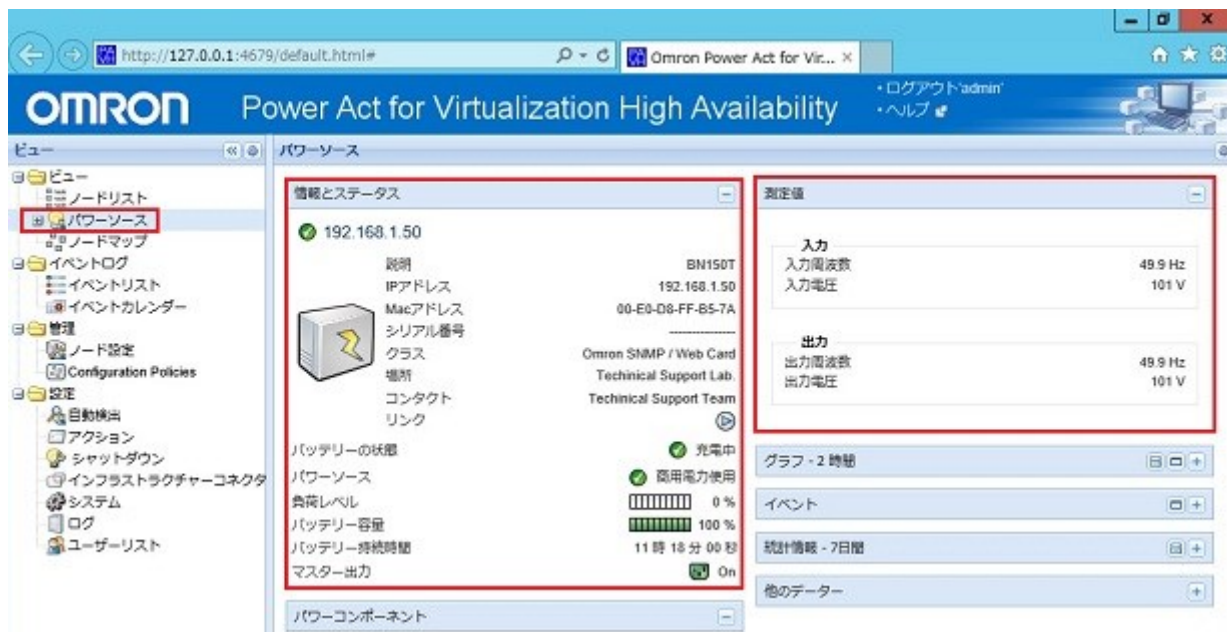 http://127.0.0.1:4679/default.html#
Omron Power Act for Vir...
OMRON
Power Act for Virtualization High Availability
・ログアウト'admin'
・ヘルプ
ビュー
ビュー
ノードリスト
パワーソース
ノードマップ
イベントログ
イベントリスト
イベントカレンダー
管理
ノード設定
Configuration Policies
設定
自動検出
アクション
シャットダウン
インフラストラクチャーコネクタ
システム
ログ
ユーザーリスト
パワーソース
情報とステータス
192.168.1.50
説明 BN150T
IPアドレス 192.168.1.50
Macアドレス 00-E0-D8-FF-B5-7A
シリアル番号 ----------------
クラス Omron SNMP / Web Card
場所 Techinical Support Lab.
コンタクト Techinical Support Team
リンク
バッテリーの状態 充電中
パワーソース 商用電力使用
負荷レベル 0 %
バッテリー容量 100 %
バッテリー持続時間 11 時 18 分 00 秒
マスター出力 On
パワーコンポーネント
測定値
入力
入力周波数 49.9 Hz
入力電圧 101 V
出力
出力周波数 49.9 Hz
出力電圧 101 V
グラフ - 2 時間
イベント
統計情報 - 7日間
他のデーター